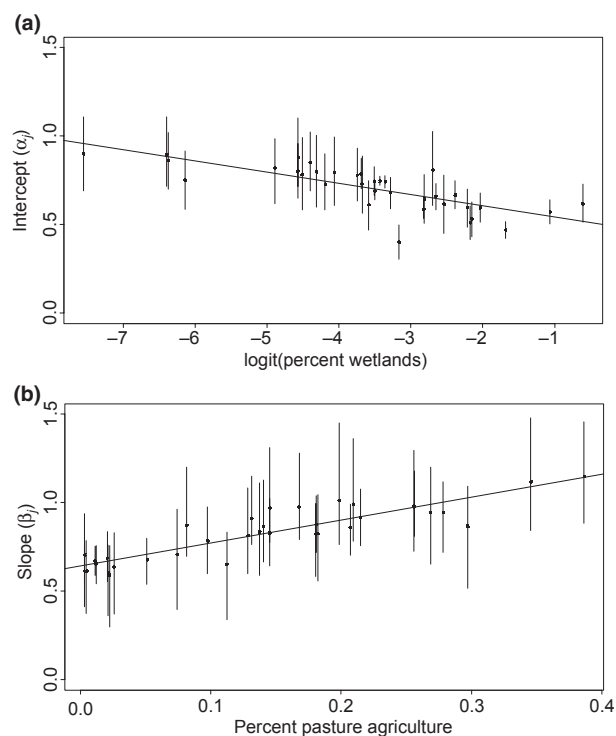 (a)
1.5
1.0
0.5
0.0
Intercept (αj)
–7 –6 –5 –4 –3 –2 –1
logit(percent wetlands)
(b)
1.5
1.0
0.5
0.0
Slope (βj)
0.0 0.1 0.2 0.3 0.4
Percent pasture agriculture